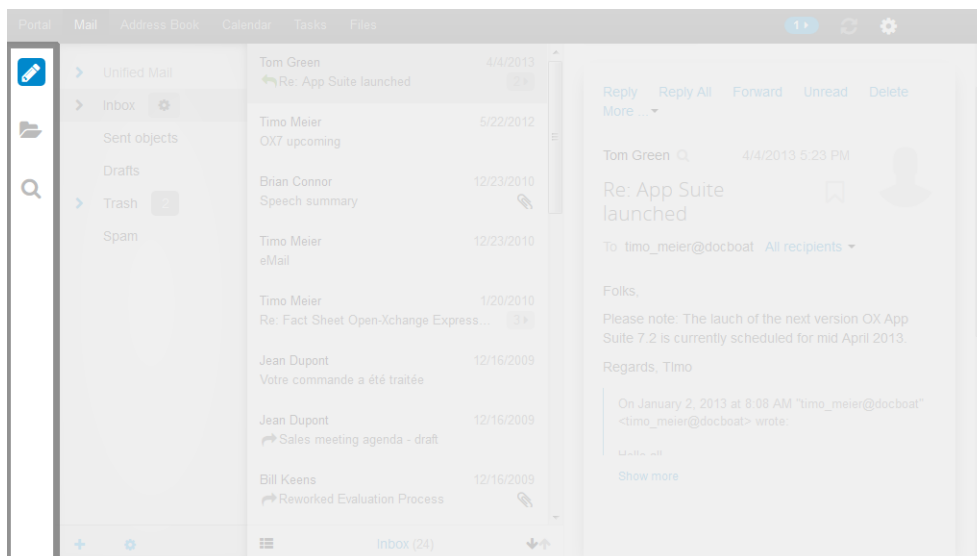 Portal Mail Address Book Calendar Tasks Files 1
Unified Mail
Inbox
Sent objects
Drafts
Trash 2
Spam
Tom Green 4/4/2013
Re: App Suite launched 2
Timo Meier 5/22/2012
OX7 upcoming
Brian Connor 12/23/2010
Speech summary
Timo Meier 12/23/2010
eMail
Timo Meier 1/20/2010
Re: Fact Sheet Open-Xchange Express... 3
Jean Dupont 12/16/2009
Votre commande a été traitée
Jean Dupont 12/16/2009
Sales meeting agenda - draft
Bill Keens 12/16/2009
Reworked Evaluation Process
Inbox (24)
Reply Reply All Forward Unread Delete
More ...
Tom Green 4/4/2013 5:23 PM
Re: App Suite
launched
To timo_meier@docboat All recipients
Folks,
Please note: The lauch of the next version OX App
Suite 7.2 is currently scheduled for mid April 2013.
Regards, Timo
On January 2, 2013 at 8:08 AM "timo_meier@docboat"
<timo_meier@docboat> wrote:
Hello all
Show more